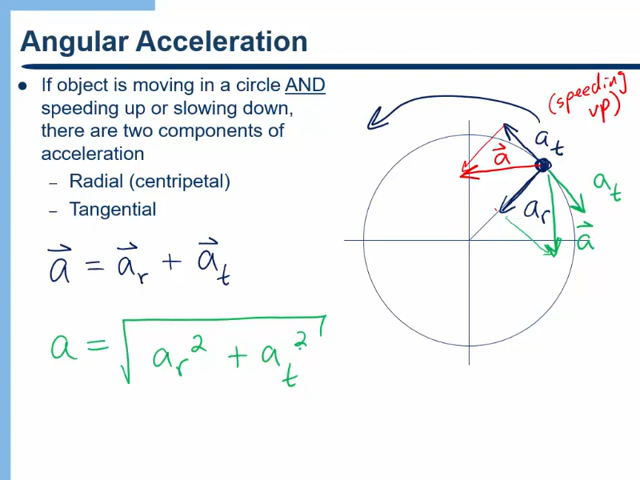 Angular Acceleration
● If object is moving in a circle AND
speeding up or slowing down,
there are two components of
acceleration
– Radial (centripetal)
– Tangential
a⃗ = a⃗ᵣ + a⃗ₜ
a = √(aᵣ² + aₜ²)
(speeding
up)
aₜ
a⃗
aₜ
aᵣ
a⃗